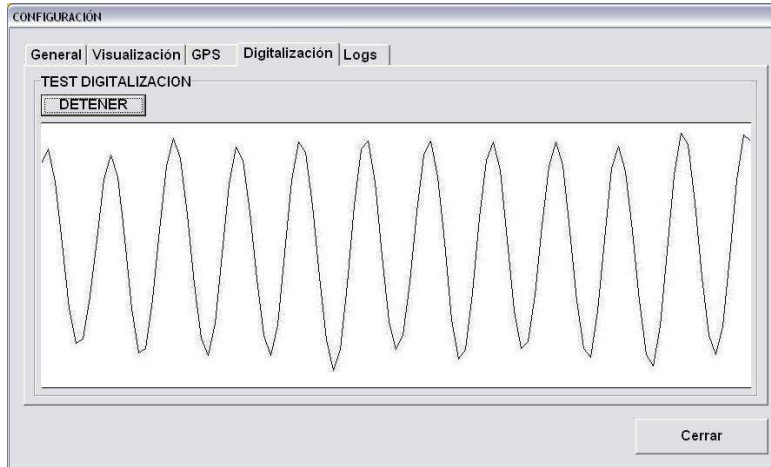 CONFIGURACIÓN
General Visualización GPS Digitalización Logs
TEST DIGITALIZACION
DETENER
Cerrar